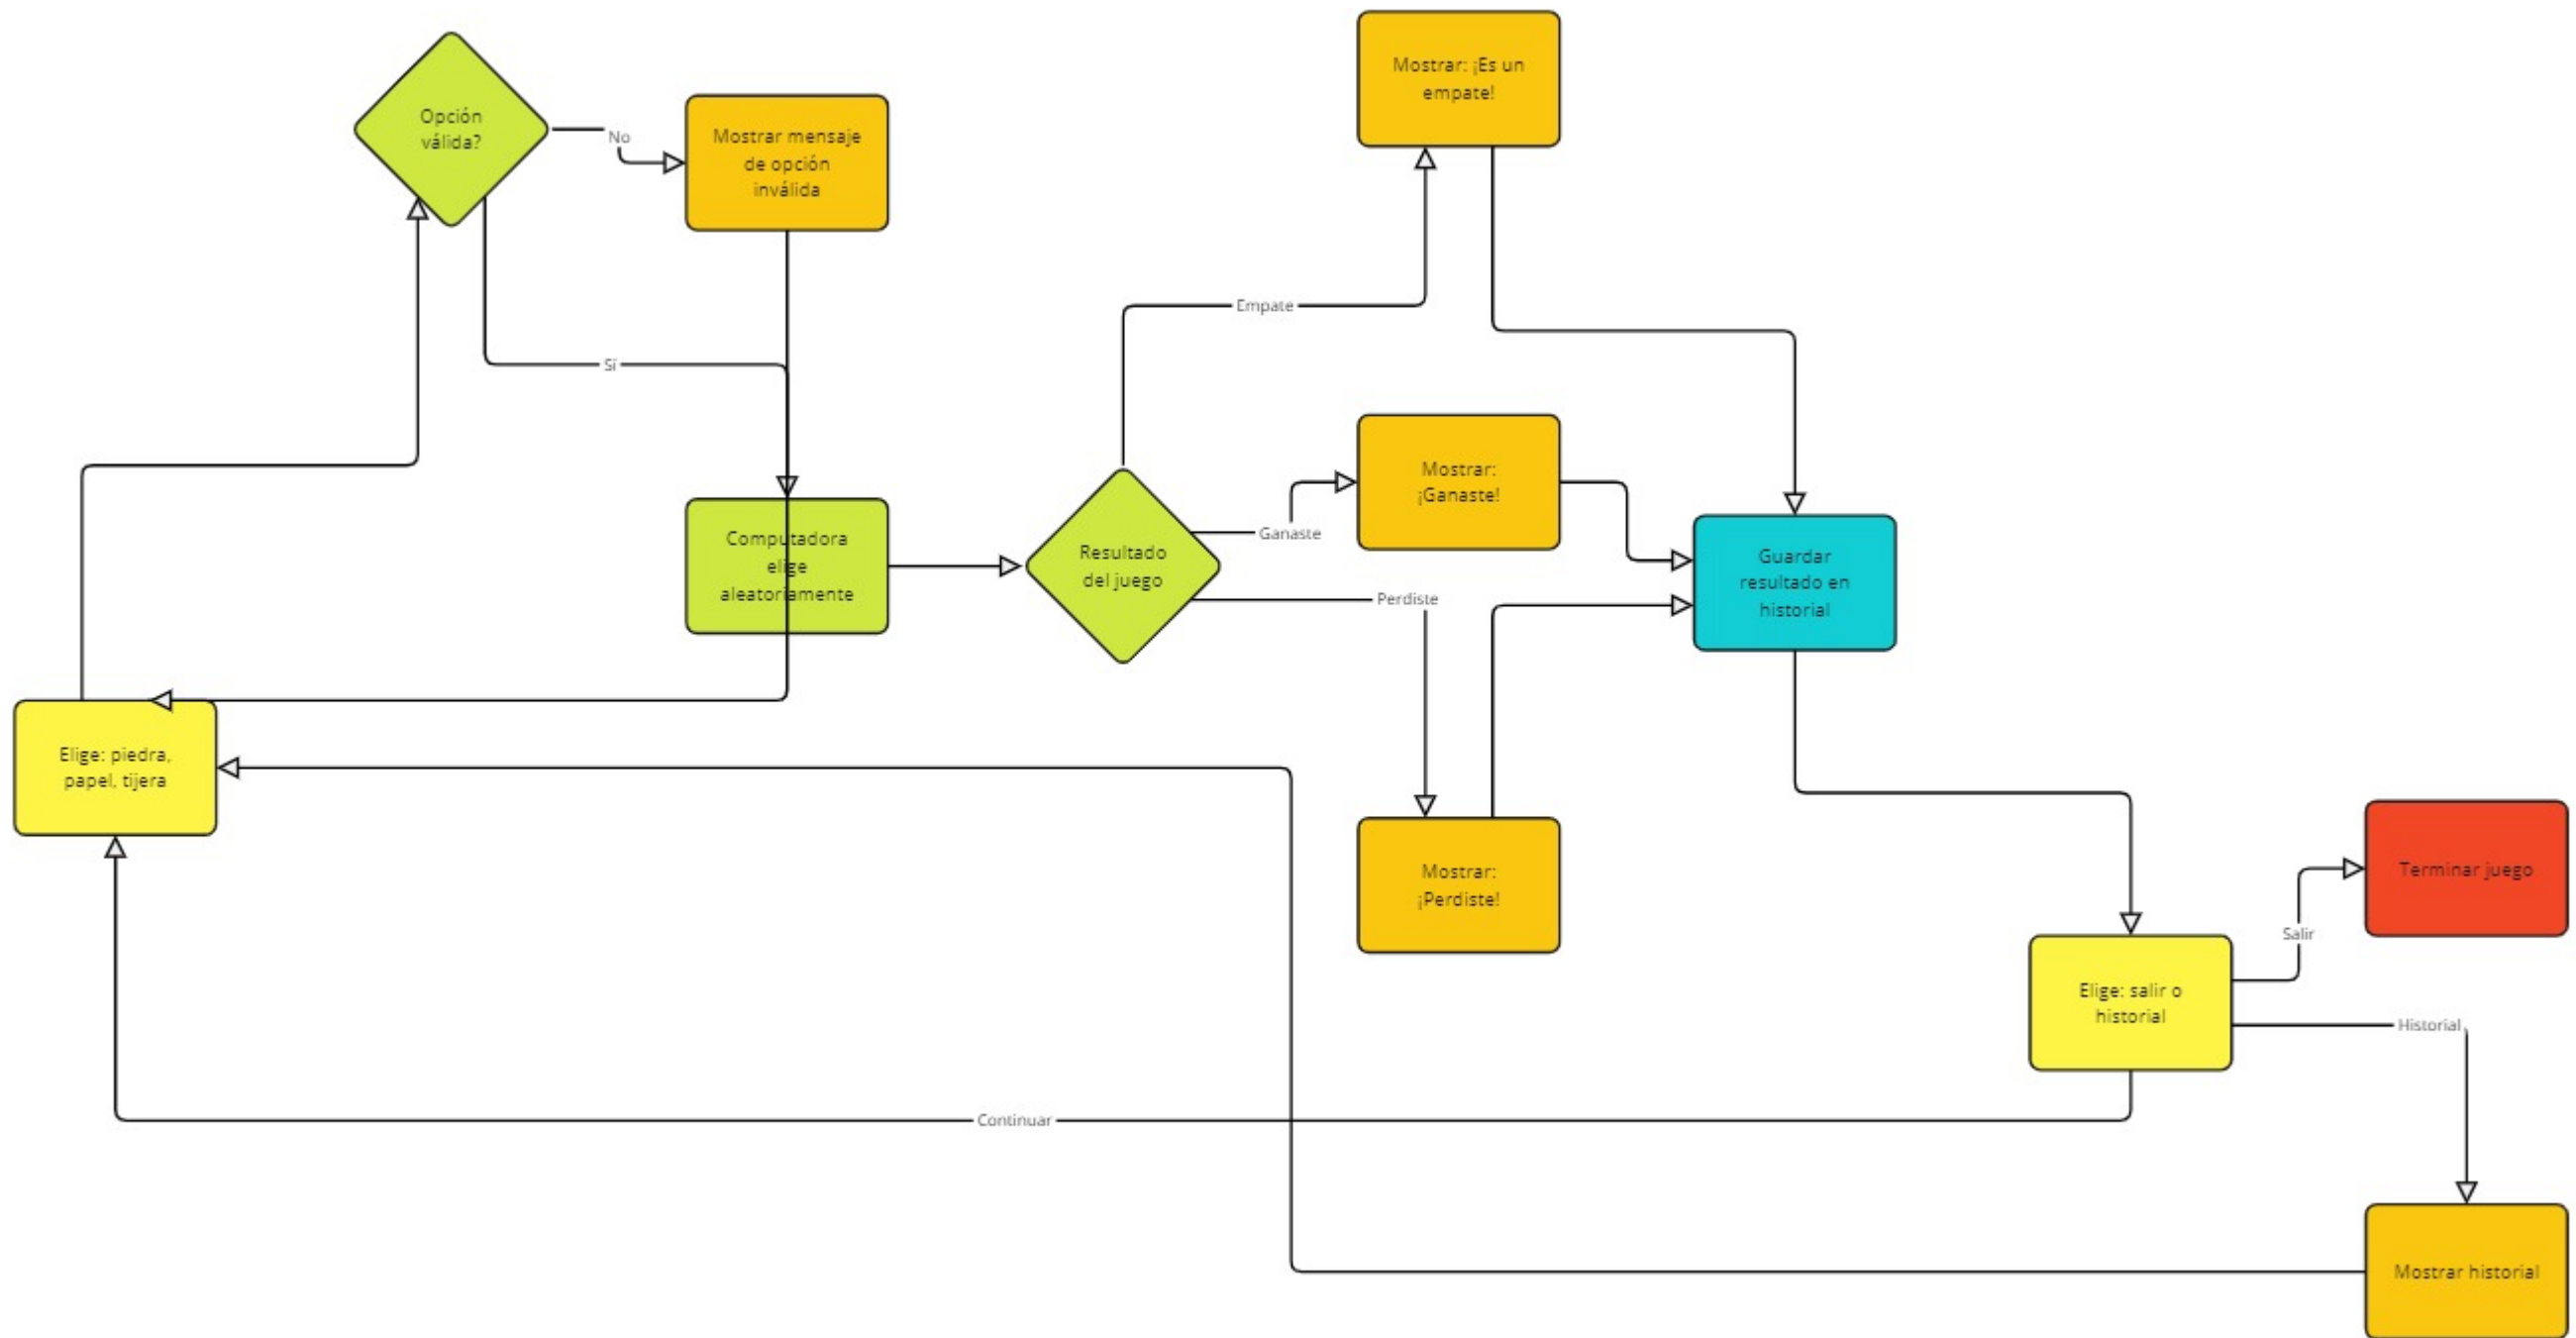 Opción
válida?
No
Mostrar mensaje
de opción
inválida
Sí
Computadora
elige
aleatoriamente
Elige: piedra,
papel, tijera
Resultado
del juego
Empate
Mostrar: ¡Es un
empate!
Ganaste
Mostrar:
¡Ganaste!
Perdiste
Mostrar:
¡Perdiste!
Guardar
resultado en
historial
Elige: salir o
historial
Salir
Terminar juego
Historial
Mostrar historial
Continuar